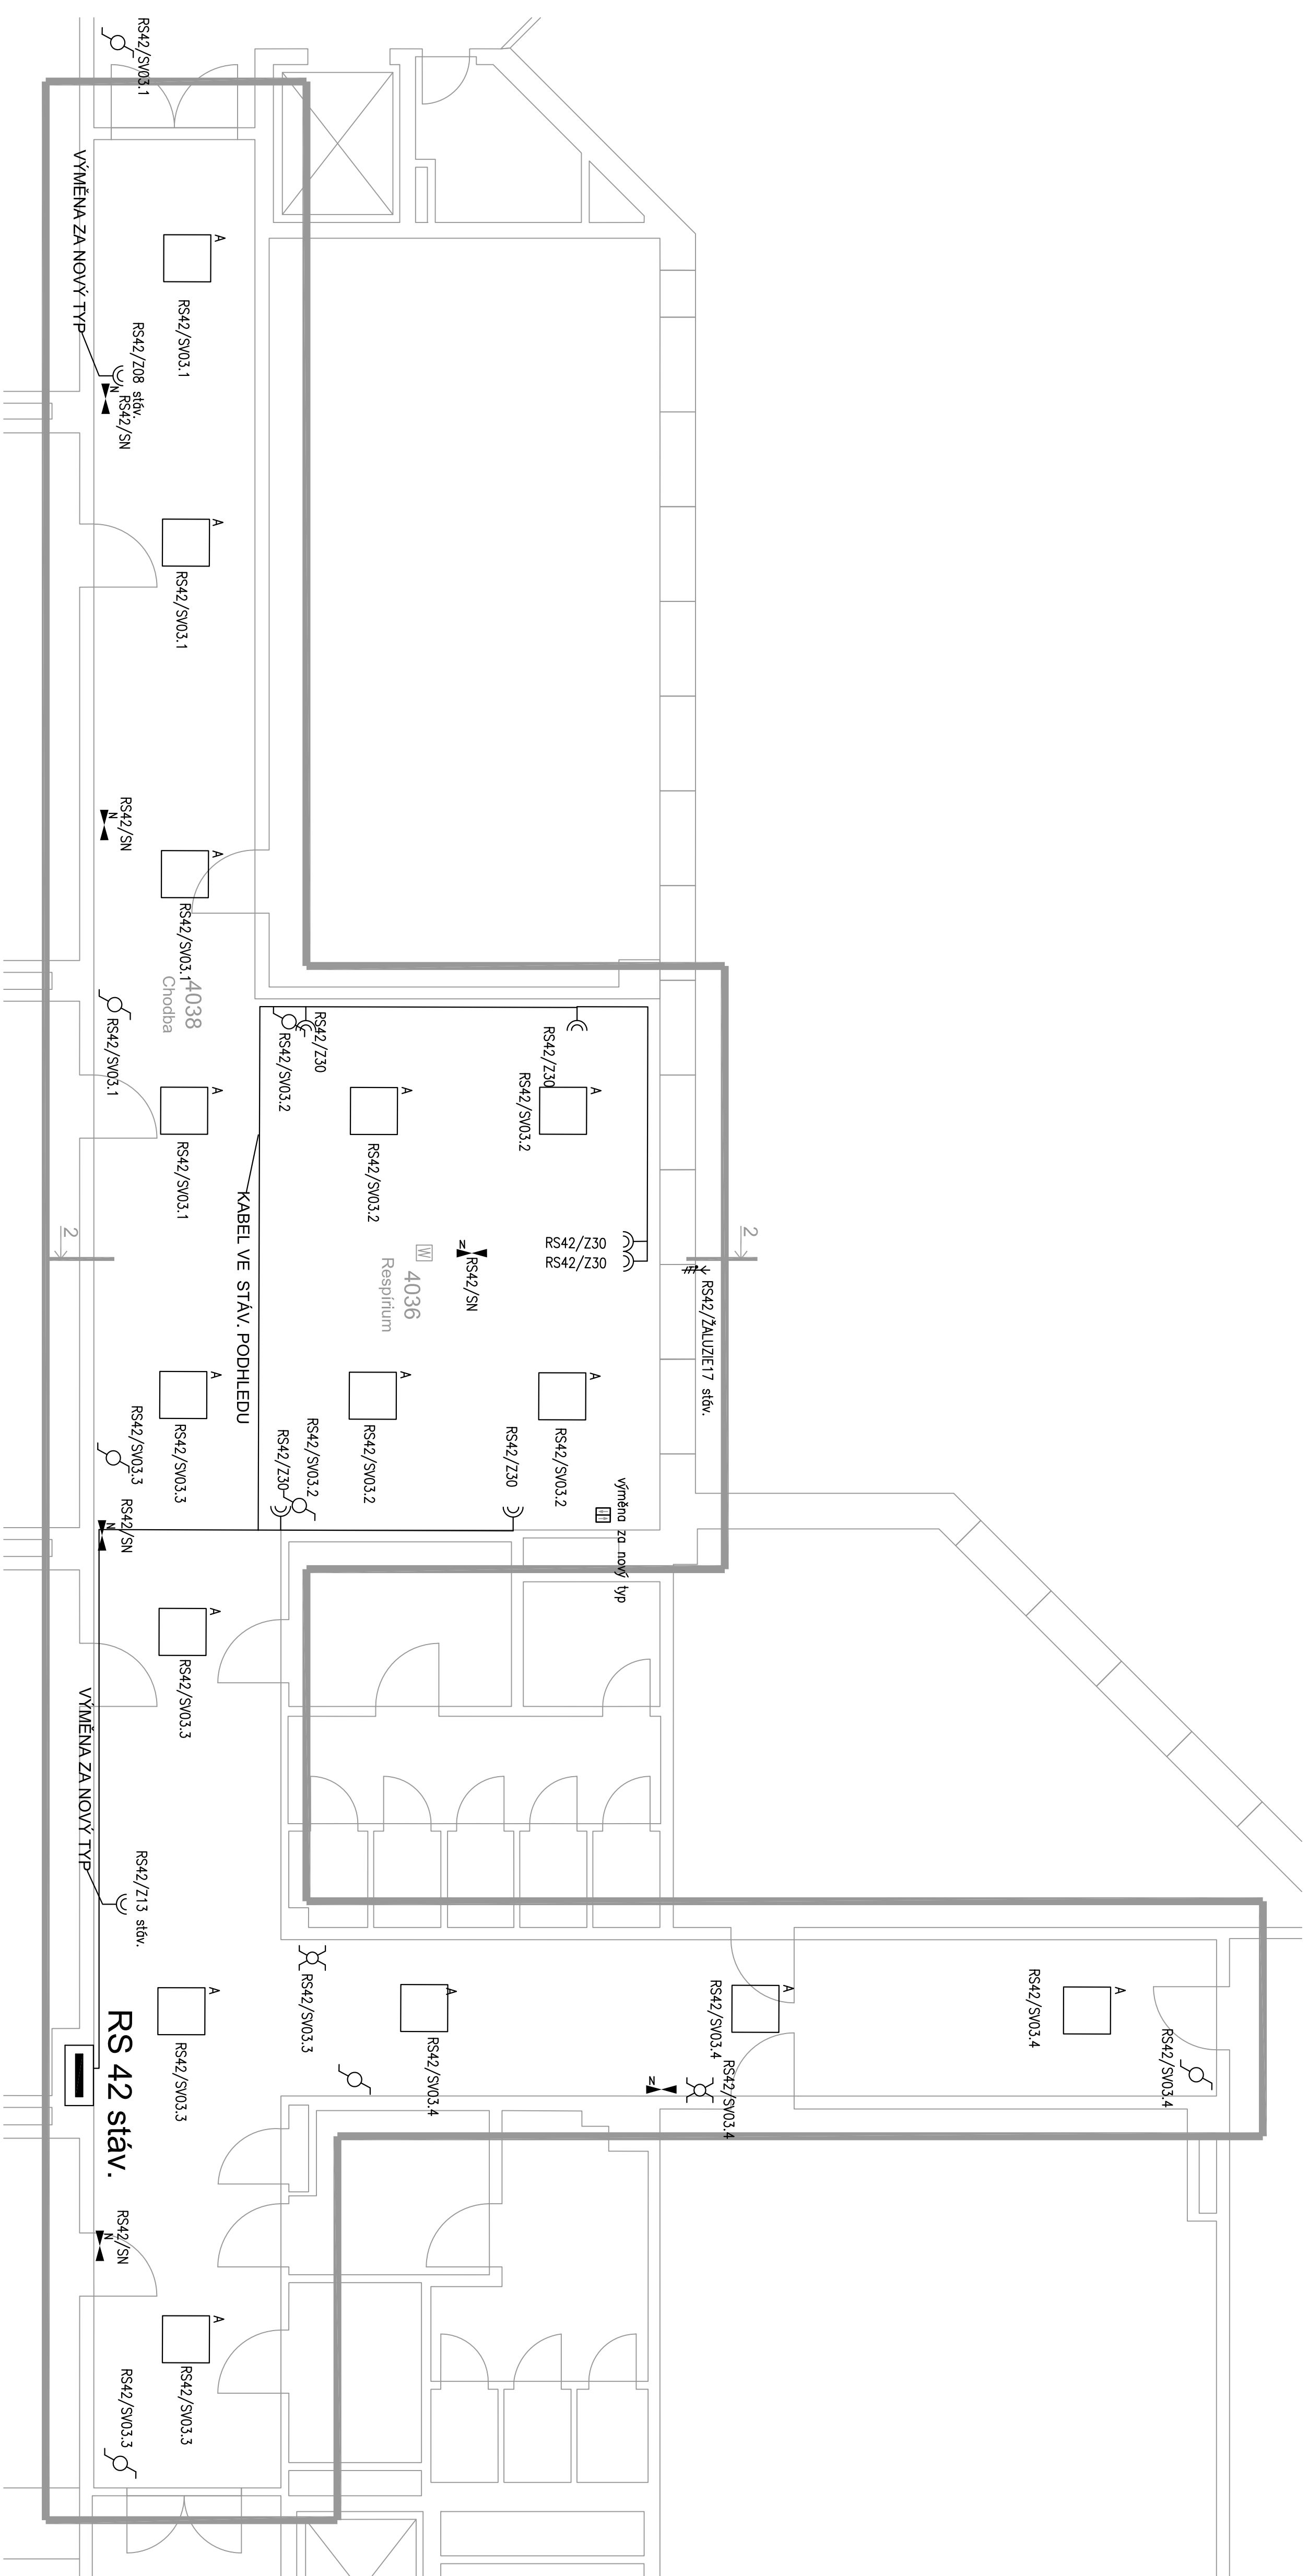 RS42/SV03.1
VÝMĚNA ZA NOVÝ TYP
A
RS42/SV03.1
RS42/Z08 stáv.
N
RS42/SN
A
RS42/SV03.1
RS42/SN
N
A
RS42/SV03.1
4038
Chodba
RS42/SV03.1
A
RS42/SV03.1
RS42/Z30
RS42/SV03.2
RS42/Z30
RS42/SV03.2
A
A
RS42/SV03.2
KABEL VE STÁV. PODHLEDU
2
2
RS42/Z30
RS42/Z30
N
RS42/SN
W
4036
Respírium
RS42/ŽALUZIE17 stáv.
A
RS42/SV03.3
A
RS42/SV03.2
A
RS42/SV03.2
RS42/SV03.3
RS42/SV03.2
RS42/Z30
RS42/Z30
výměna za nový typ
RS42/SN
N
A
RS42/SV03.3
VÝMĚNA ZA NOVÝ TYP
RS42/Z13 stáv.
A
RS42/SV03.3
RS42/SV03.3
A
RS42/SV03.4
A
RS42/SV03.4
A
RS42/SV03.4
RS42/SV03.4
N
RS42/SV03.4
RS 42 stáv.
RS42/SN
N
A
RS42/SV03.3
RS42/SV03.3